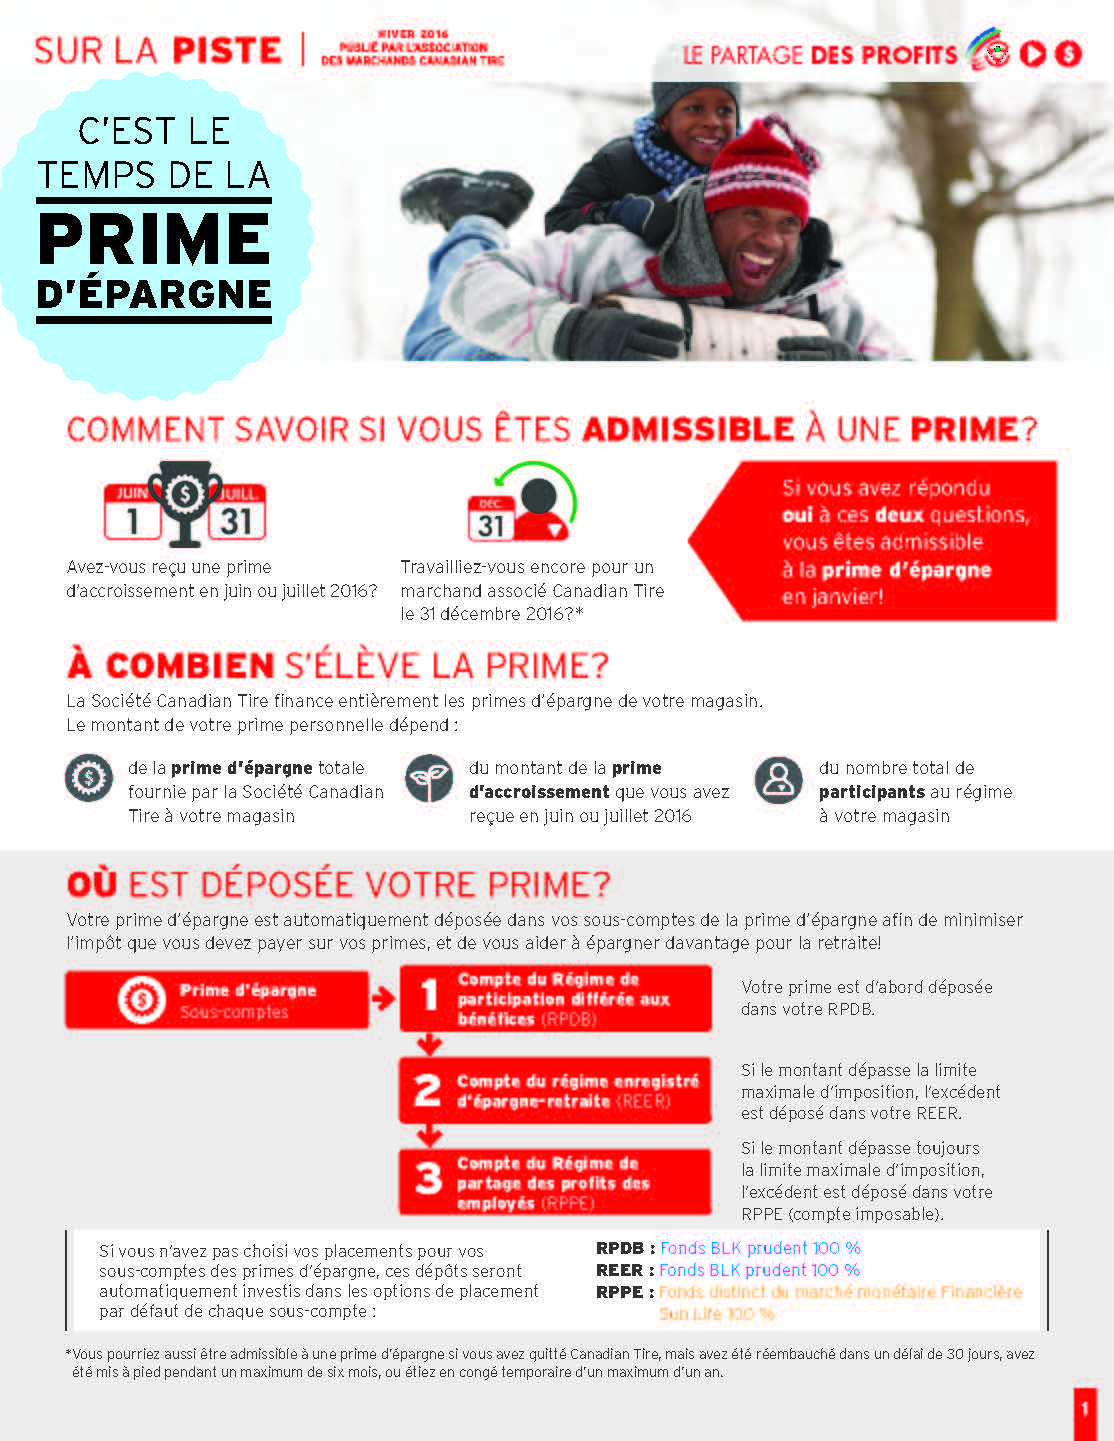 SUR LA PISTE
HIVER 2016
PUBLIÉ PAR L'ASSOCIATION
DES MARCHANDS CANADIAN TIRE
LE PARTAGE DES PROFITS
$
C'EST LE
TEMPS DE LA
PRIME
D'ÉPARGNE
COMMENT SAVOIR SI VOUS ÊTES ADMISSIBLE À UNE PRIME?
JUIN
1
$
JUILL.
31
Avez-vous reçu une prime
d'accroissement en juin ou juillet 2016?
DÉC.
31
Travailliez-vous encore pour un
marchand associé Canadian Tire
le 31 décembre 2016?*
Si vous avez répondu
oui à ces deux questions,
vous êtes admissible
à la prime d'épargne
en janvier!
À COMBIEN S'ÉLÈVE LA PRIME?
La Société Canadian Tire finance entièrement les primes d'épargne de votre magasin.
Le montant de votre prime personnelle dépend :
$
de la prime d'épargne totale
fournie par la Société Canadian
Tire à votre magasin
du montant de la prime
d'accroissement que vous avez
reçue en juin ou juillet 2016
du nombre total de
participants au régime
à votre magasin
OÙ EST DÉPOSÉE VOTRE PRIME?
Votre prime d'épargne est automatiquement déposée dans vos sous-comptes de la prime d'épargne afin de minimiser
l'impôt que vous devez payer sur vos primes, et de vous aider à épargner davantage pour la retraite!
$
Prime d'épargne
Sous-comptes
1
Compte du Régime de
participation différée aux
bénéfices (RPDB)
Votre prime est d'abord déposée
dans votre RPDB.
2
Compte du régime enregistré
d'épargne-retraite (REER)
Si le montant dépasse la limite
maximale d'imposition, l'excédent
est déposé dans votre REER.
3
Compte du Régime de
partage des profits des
employés (RPPE)
Si le montant dépasse toujours
la limite maximale d'imposition,
l'excédent est déposé dans votre
RPPE (compte imposable).
Si vous n'avez pas choisi vos placements pour vos
sous-comptes des primes d'épargne, ces dépôts seront
automatiquement investis dans les options de placement
par défaut de chaque sous-compte :
RPDB : Fonds BLK prudent 100 %
REER : Fonds BLK prudent 100 %
RPPE : Fonds distinct du marché monétaire Financière
Sun Life 100 %
*Vous pourriez aussi être admissible à une prime d'épargne si vous avez quitté Canadian Tire, mais avez été réembauché dans un délai de 30 jours, avez
été mis à pied pendant un maximum de six mois, ou étiez en congé temporaire d'un maximum d'un an.
1